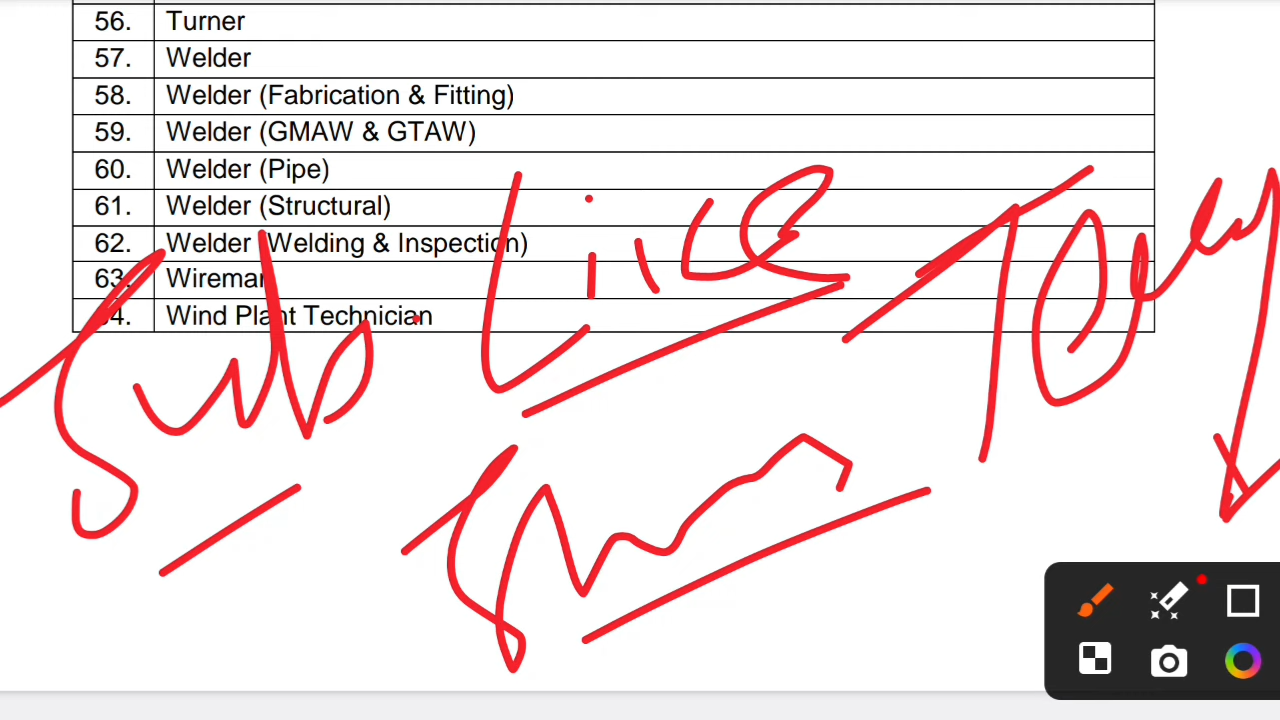 56. Turner
57. Welder
58. Welder (Fabrication & Fitting)
59. Welder (GMAW & GTAW)
60. Welder (Pipe)
61. Welder (Structural)
62. Welder (Welding & Inspection)
63. Wireman
64. Wind Plant Technician
Sub Like